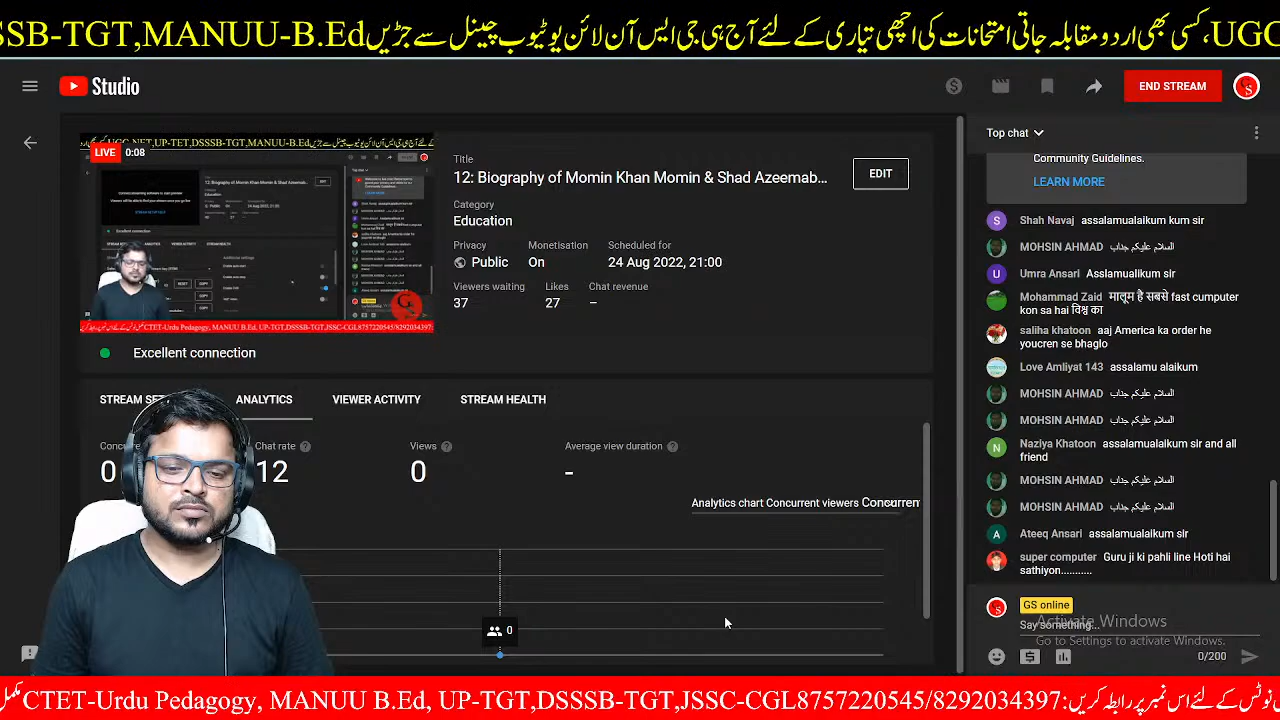 SSB-TGT,MANUU-B.Ed کسی بھی اردو مقابلہ جاتی امتحانات کی اچھی تیاری کے لئے آج ہی جی ایس آن لائن یوٹیوب چینل سے جڑیں ،UGC
Studio
END STREAM
LIVE 0:08
Title
12: Biography of Momin Khan Momin & Shad Azeemab...
EDIT
Category
Education
Privacy Monetisation Scheduled for
Public On 24 Aug 2022, 21:00
Viewers waiting Likes Chat revenue
37 27 –
Excellent connection
STREAM SET ANALYTICS VIEWER ACTIVITY STREAM HEALTH
Concurre Chat rate Views Average view duration
0 12 0 -
Analytics chart Concurrent viewers Concurren
0
Top chat
Community Guidelines.
LEARN MORE
Shah Navaj assalamualaikum kum sir
MOHSIN AHMAD السلام علیکم جناب
Umra Ansari Assalamualikum sir
Mohammad Zaid मालूम है सबसे fast cumputer
kon sa hai विश्व का
saliha khatoon aaj America ka order he
youcren se bhaglo
Love Amliyat 143 assalamu alaikum
MOHSIN AHMAD السلام علیکم جناب
MOHSIN AHMAD السلام علیکم جناب
Naziya Khatoon assalamualaikum sir and all
friend
MOHSIN AHMAD السلام علیکم جناب
MOHSIN AHMAD السلام علیکم جناب
Ateeq Ansari assalamualaikum sir
super computer Guru ji ki pahli line Hoti hai
sathiyon...........
GS online
Say something...
Activate Windows
Go to Settings to activate Windows.
0/200
مکمل CTET-Urdu Pedagogy, MANUU B.Ed, UP-TGT,DSSSB-TGT,JSSC-CGL نوٹس کے لئے اس نمبر پر رابطہ کریں:8757220545/8292034397